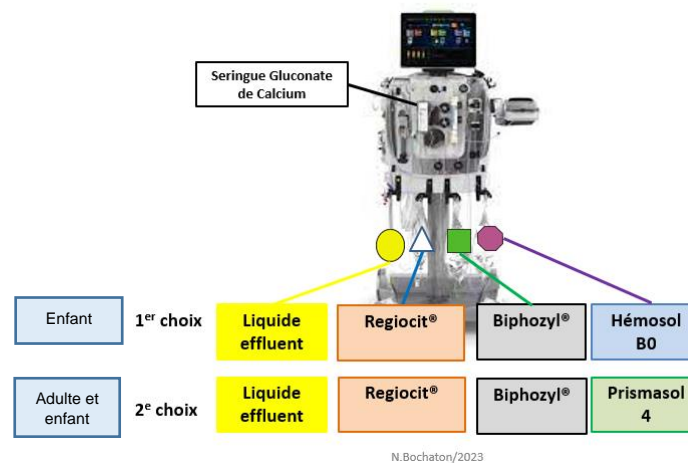 Seringue Gluconate
de Calcium
Enfant
1er choix
Liquide
effluent
Regiocit®
Biphozyl®
Hémosol
B0
Adulte et
enfant
2e choix
Liquide
effluent
Regiocit®
Biphozyl®
Prismasol
4
N.Bochaton/2023